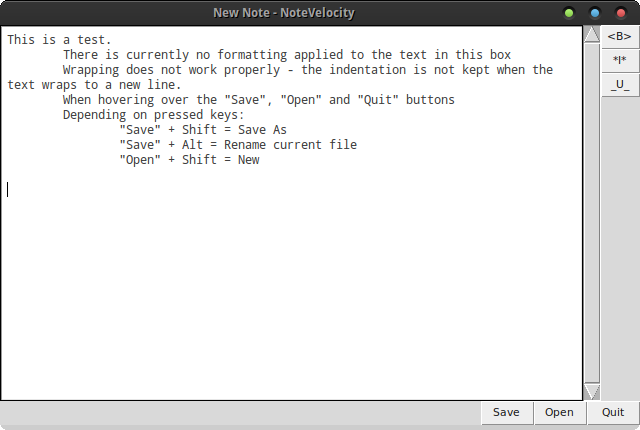 New Note - NoteVelocity
This is a test.
There is currently no formatting applied to the text in this box
Wrapping does not work properly - the indentation is not kept when the
text wraps to a new line.
When hovering over the "Save", "Open" and "Quit" buttons
Depending on pressed keys:
"Save" + Shift = Save As
"Save" + Alt = Rename current file
"Open" + Shift = New
<B>
*I*
_U_
Save Open Quit